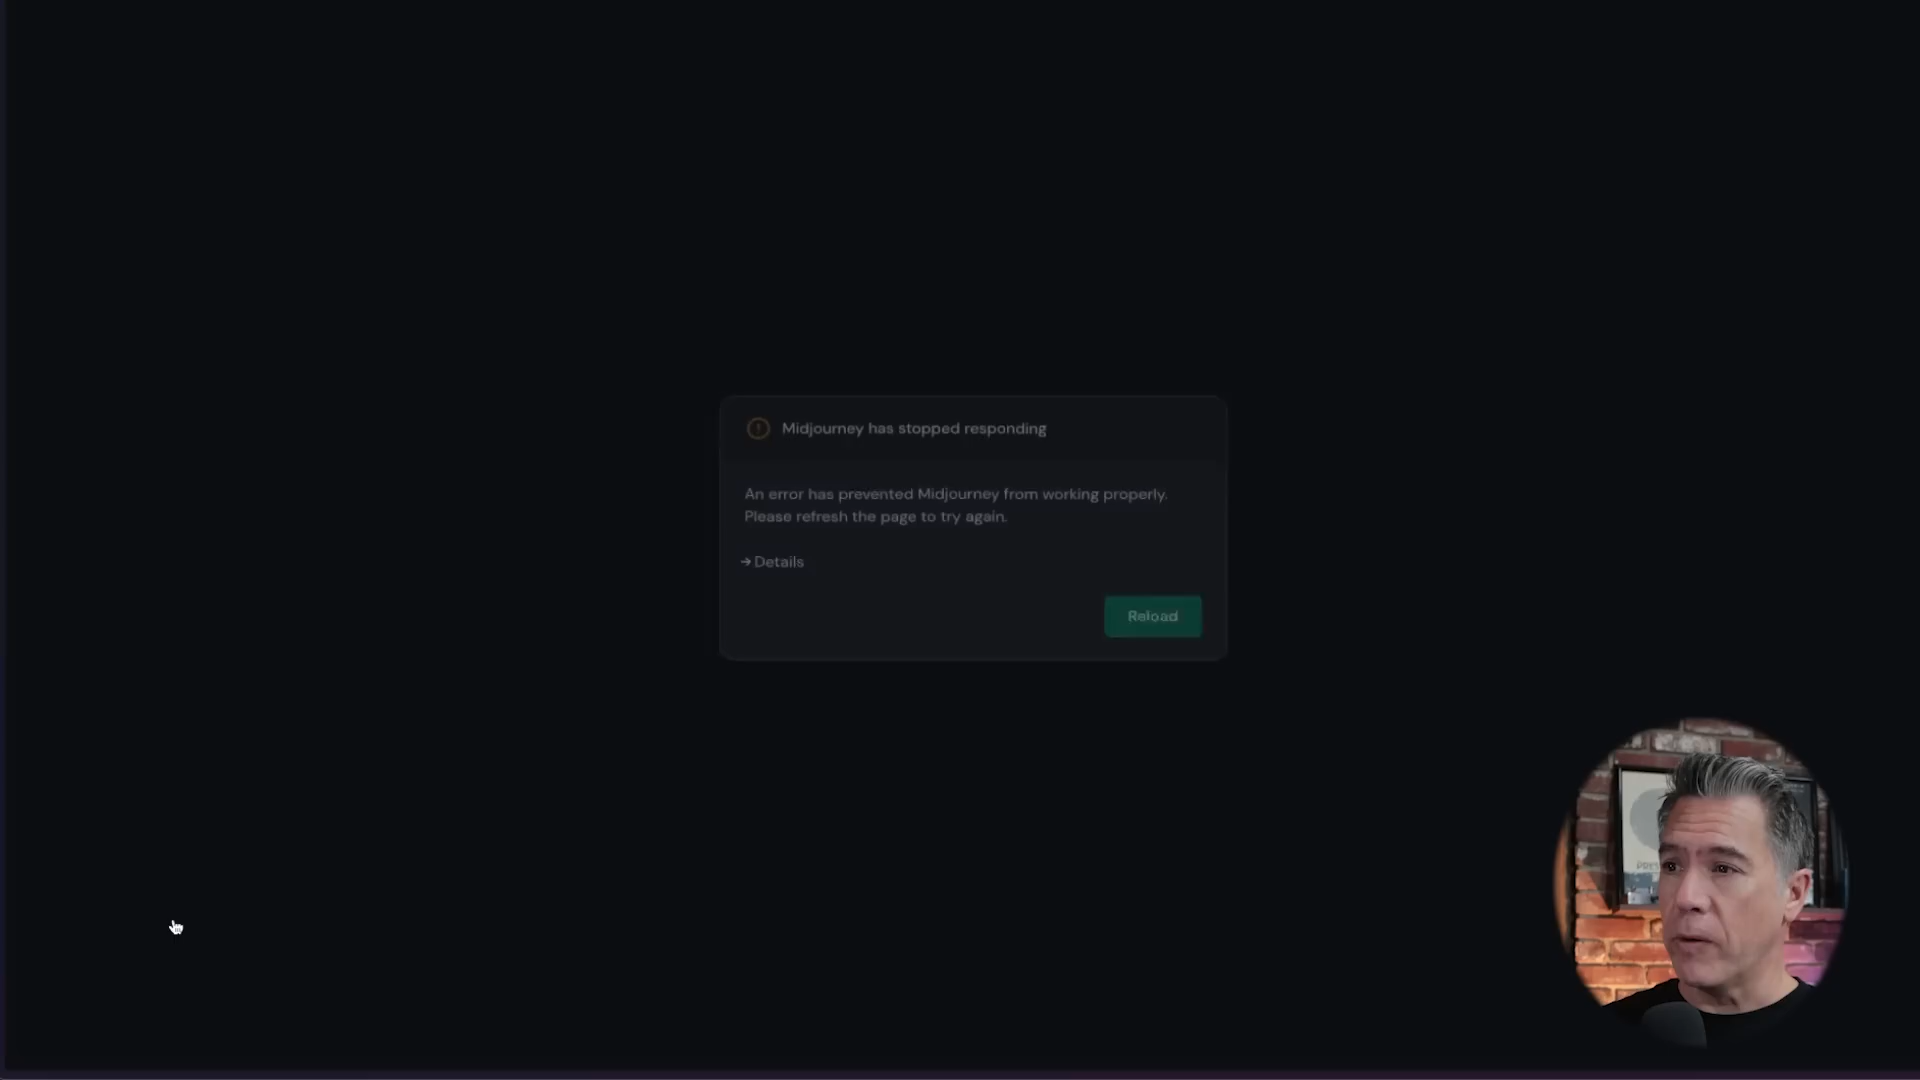 Midjourney has stopped responding
An error has prevented Midjourney from working properly.
Please refresh the page to try again.
→ Details
Reload